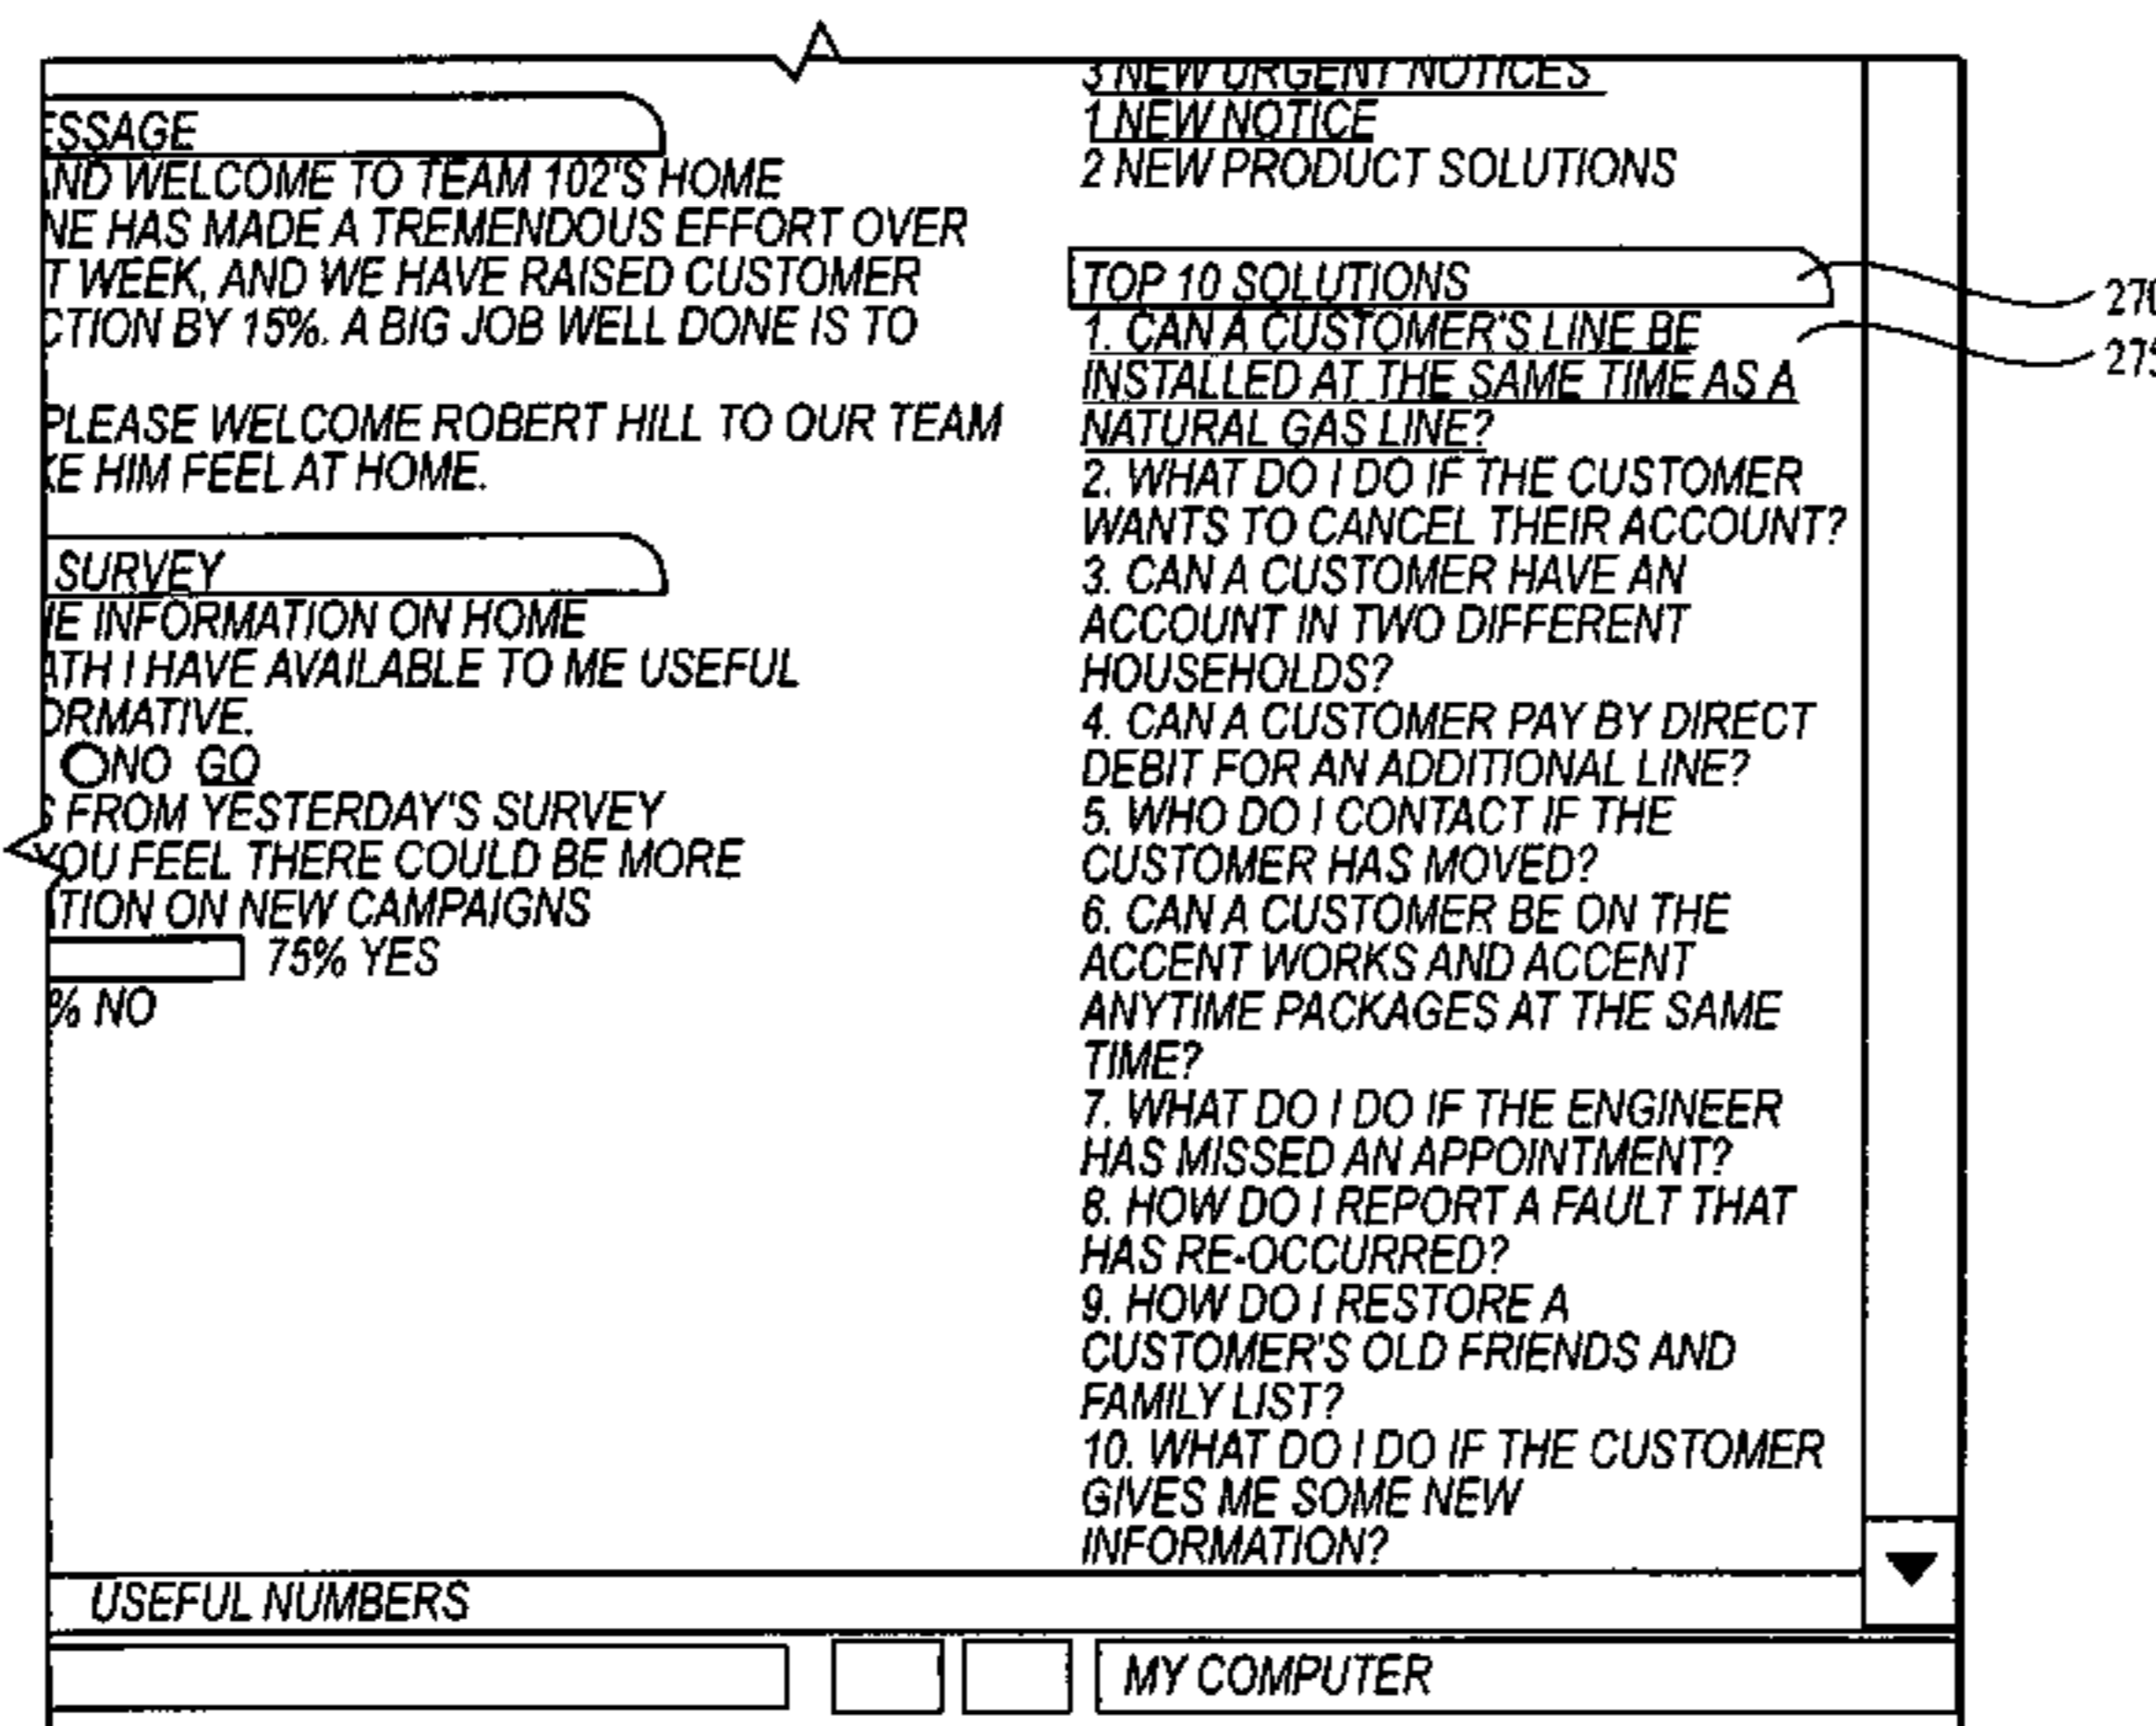 ESSAGE
AND WELCOME TO TEAM 102'S HOME
NE HAS MADE A TREMENDOUS EFFORT OVER
T WEEK, AND WE HAVE RAISED CUSTOMER
CTION BY 15%. A BIG JOB WELL DONE IS TO
PLEASE WELCOME ROBERT HILL TO OUR TEAM
KE HIM FEEL AT HOME.
SURVEY
HE INFORMATION ON HOME
ATH I HAVE AVAILABLE TO ME USEFUL
ORMATIVE.
NO GO
S FROM YESTERDAY'S SURVEY
YOU FEEL THERE COULD BE MORE
ATION ON NEW CAMPAIGNS
75% YES
% NO
3 NEW URGENT NOTICES
1 NEW NOTICE
2 NEW PRODUCT SOLUTIONS
TOP 10 SOLUTIONS
270
1. CAN A CUSTOMER'S LINE BE
275
INSTALLED AT THE SAME TIME AS A
NATURAL GAS LINE?
2. WHAT DO I DO IF THE CUSTOMER
WANTS TO CANCEL THEIR ACCOUNT?
3. CAN A CUSTOMER HAVE AN
ACCOUNT IN TWO DIFFERENT
HOUSEHOLDS?
4. CAN A CUSTOMER PAY BY DIRECT
DEBIT FOR AN ADDITIONAL LINE?
5. WHO DO I CONTACT IF THE
CUSTOMER HAS MOVED?
6. CAN A CUSTOMER BE ON THE
ACCENT WORKS AND ACCENT
ANYTIME PACKAGES AT THE SAME
TIME?
7. WHAT DO I DO IF THE ENGINEER
HAS MISSED AN APPOINTMENT?
8. HOW DO I REPORT A FAULT THAT
HAS RE-OCCURRED?
9. HOW DO I RESTORE A
CUSTOMER'S OLD FRIENDS AND
FAMILY LIST?
10. WHAT DO I DO IF THE CUSTOMER
GIVES ME SOME NEW
INFORMATION?
USEFUL NUMBERS
MY COMPUTER